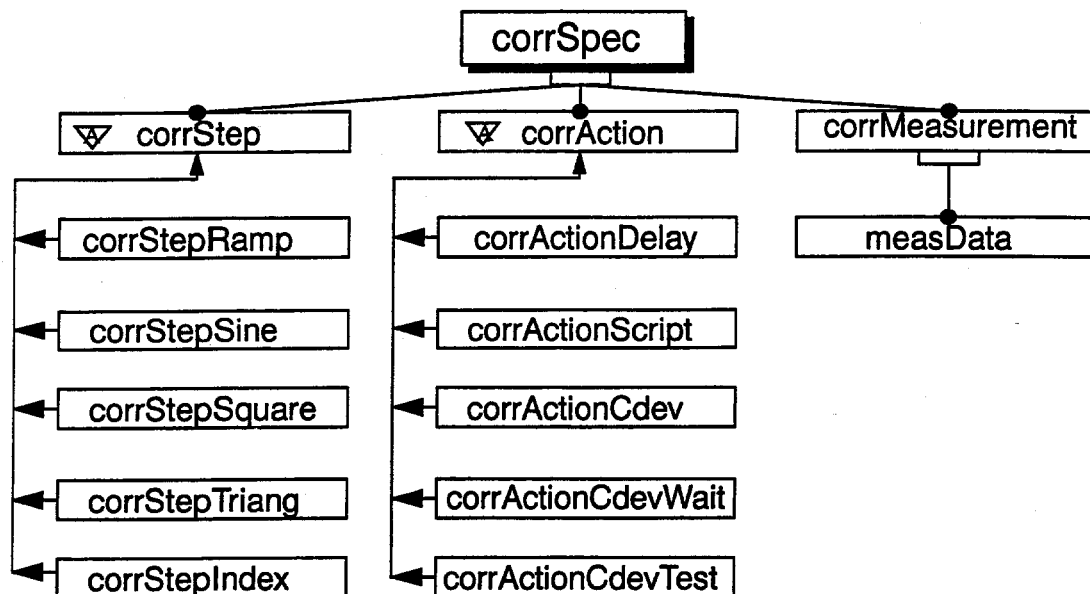 corrSpec
corrStep
corrAction
corrMeasurement
corrStepRamp
corrActionDelay
measData
corrStepSine
corrActionScript
corrStepSquare
corrActionCdev
corrStepTriang
corrActionCdevWait
corrStepIndex
corrActionCdevTest